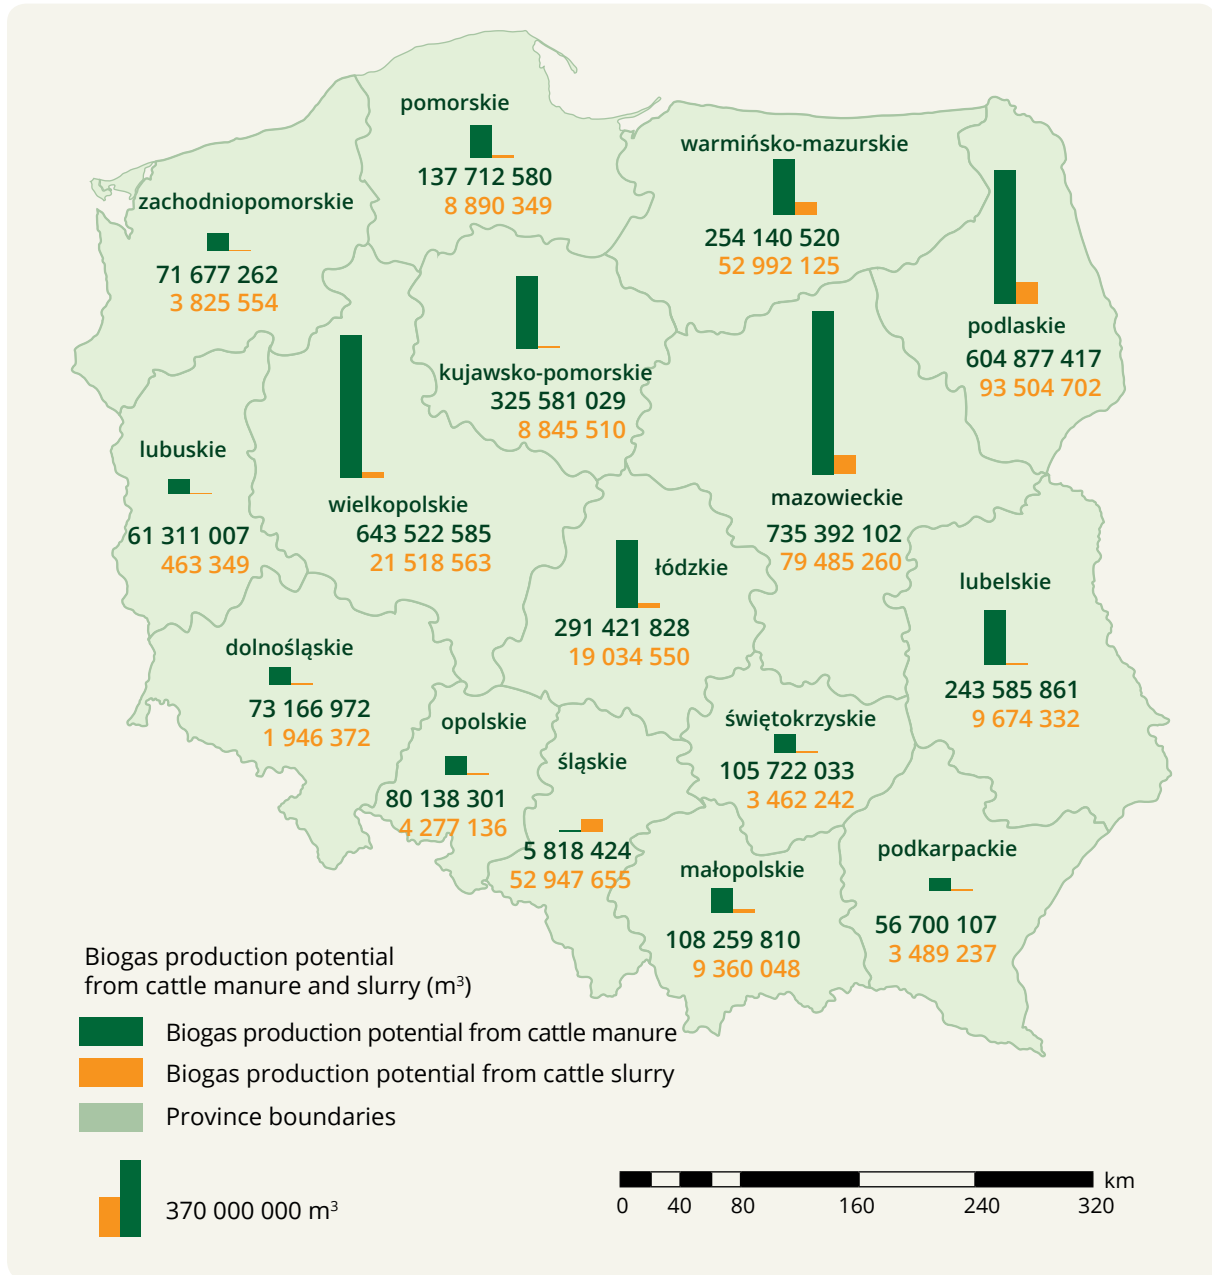 pomorskie
137 712 580
8 890 349
warmińsko-mazurskie
254 140 520
52 992 125
zachodniopomorskie
71 677 262
3 825 554
podlaskie
604 877 417
93 504 702
kujawsko-pomorskie
325 581 029
8 845 510
lubuskie
61 311 007
463 349
wielkopolskie
643 522 585
21 518 563
mazowieckie
735 392 102
79 485 260
łódzkie
291 421 828
19 034 550
lubelskie
243 585 861
9 674 332
dolnośląskie
73 166 972
1 946 372
opolskie
80 138 301
4 277 136
śląskie
5 818 424
52 947 655
świętokrzyskie
105 722 033
3 462 242
małopolskie
108 259 810
9 360 048
podkarpackie
56 700 107
3 489 237
Biogas production potential
from cattle manure and slurry (m³)
Biogas production potential from cattle manure
Biogas production potential from cattle slurry
Province boundaries
370 000 000 m³
km
0 40 80 160 240 320